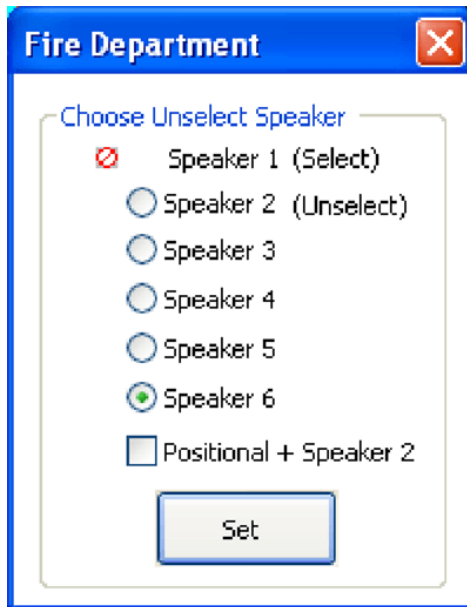 Fire Department
Choose Unselect Speaker
Speaker 1 (Select)
Speaker 2 (Unselect)
Speaker 3
Speaker 4
Speaker 5
Speaker 6
Positional + Speaker 2
Set